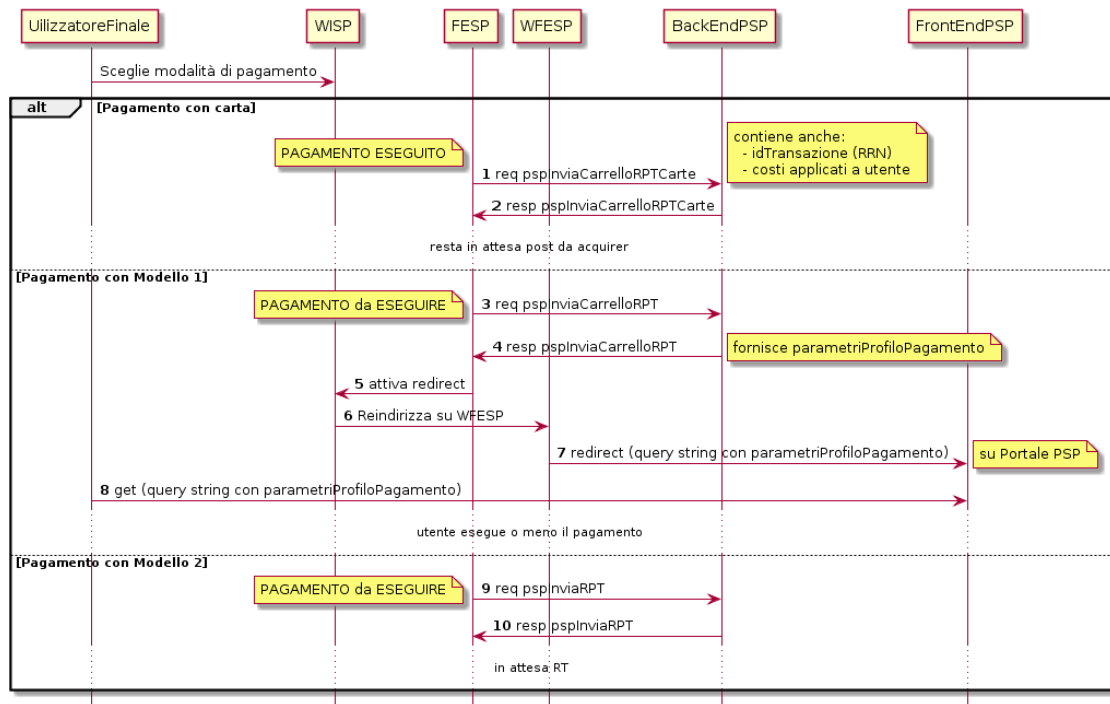 UilizzatoreFinale
WISP
FESP
WFESP
BackEndPSP
FrontEndPSP
Sceglie modalità di pagamento
alt
[Pagamento con carta]
PAGAMENTO ESEGUITO
contiene anche:
- idTransazione (RRN)
- costi applicati a utente
1 req pspInviaCarrelloRPTCarte
2 resp pspInviaCarrelloRPTCarte
resta in attesa post da acquirer
[Pagamento con Modello 1]
PAGAMENTO da ESEGUIRE
3 req pspInviaCarrelloRPT
4 resp pspInviaCarrelloRPT
fornisce parametriProfiloPagamento
5 attiva redirect
6 Reindirizza su WFESP
7 redirect (query string con parametriProfiloPagamento)
su Portale PSP
8 get (query string con parametriProfiloPagamento)
utente esegue o meno il pagamento
[Pagamento con Modello 2]
PAGAMENTO da ESEGUIRE
9 req pspInviaRPT
10 resp pspInviaRPT
in attesa RT